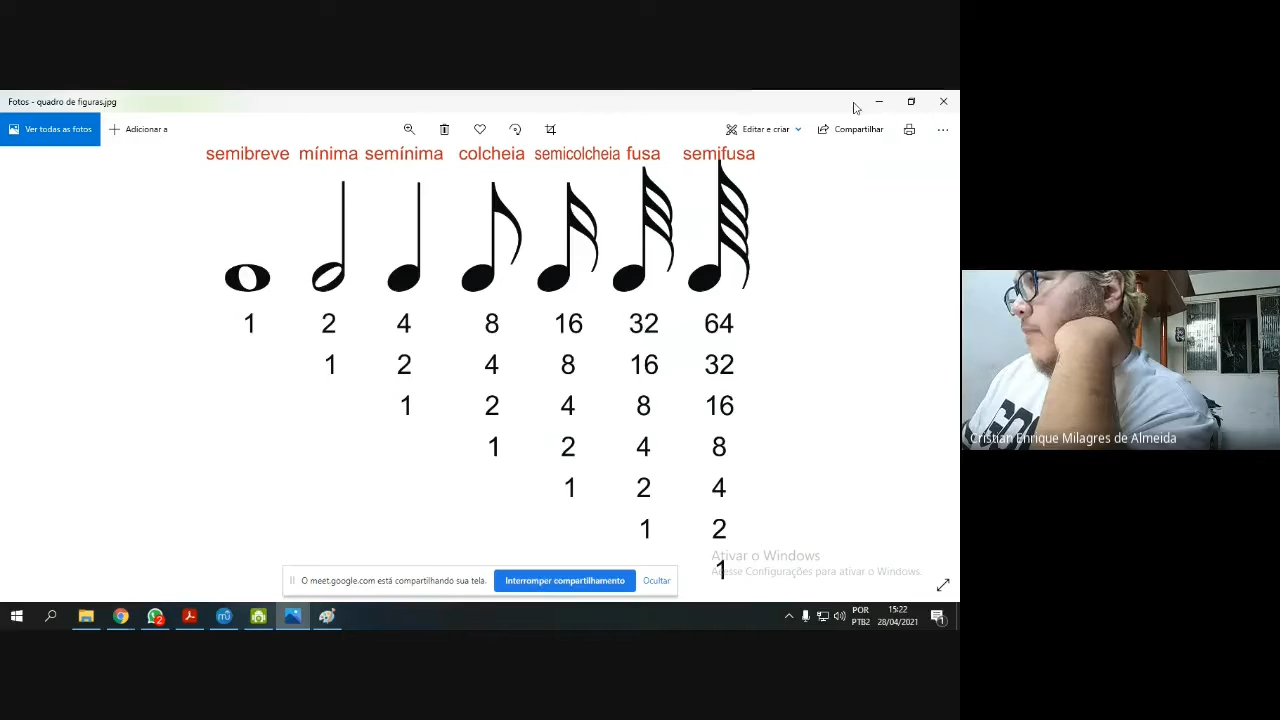 Fotos - quadro de figuras.jpg
Ver todas as fotos
Adicionar a
Editar e criar
Compartilhar
semibreve mínima semínima colcheia semicolcheia fusa semifusa
1 2 4 8 16 32 64
1 2 4 8 16 32
1 2 4 8 16
1 2 4 8
1 2 4
1 2
1
Ativar o Windows
Acesse Configurações para ativar o Windows.
O meet.google.com está compartilhando sua tela.
Interromper compartilhamento
Ocultar
2
POR
PTB2
15:22
28/04/2021
1
Cristian Enrique Milagres de Almeida